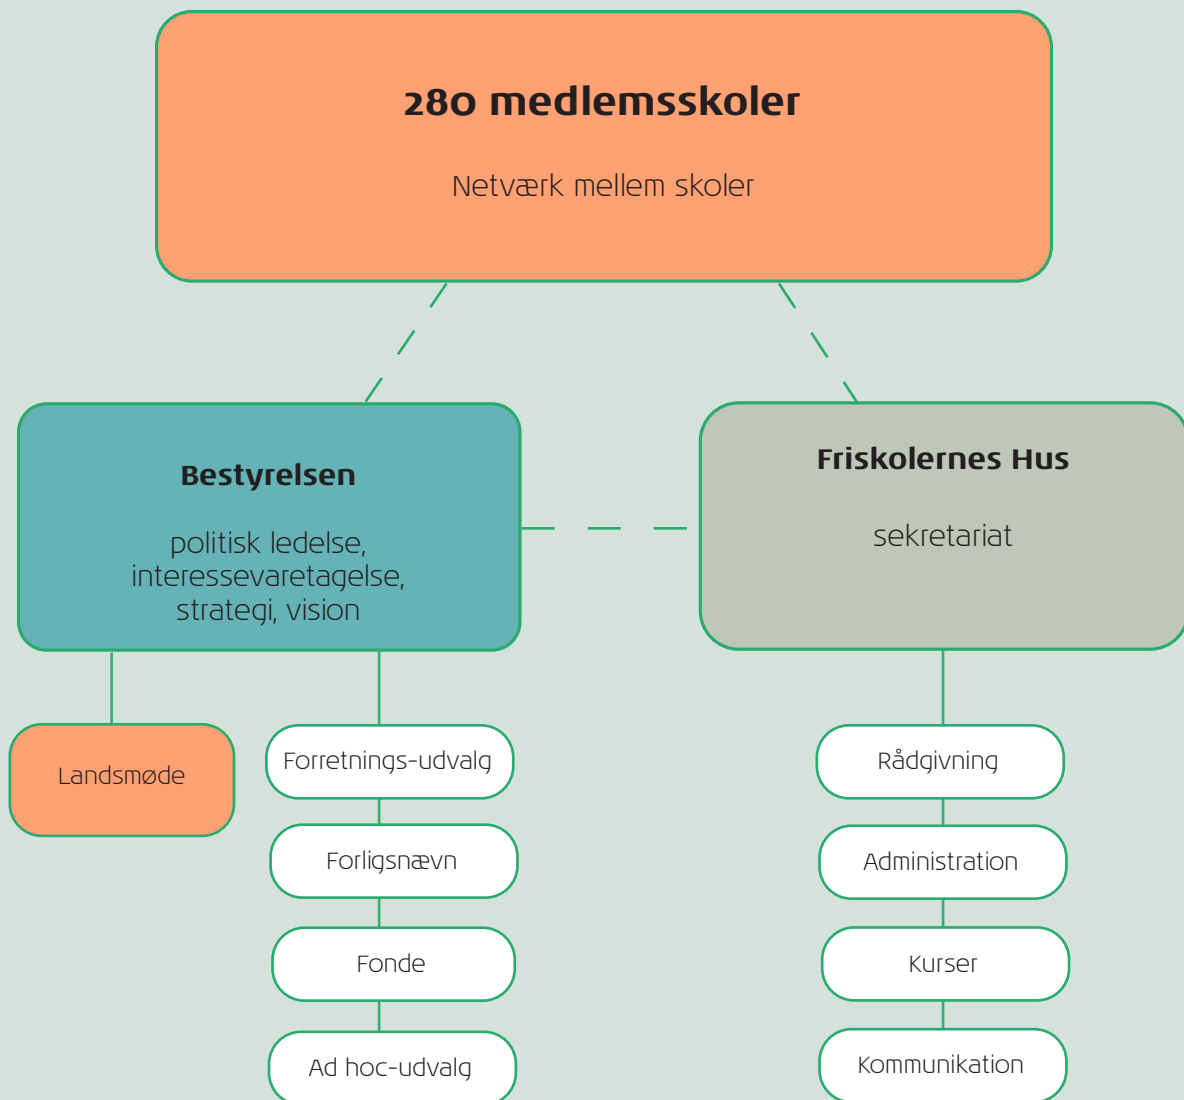 280 medlemsskoler
Netværk mellem skoler
Bestyrelsen
politisk ledelse,
interessevaretagelse,
strategi, vision
Friskolernes Hus
sekretariat
Landsmøde
Forretnings-udvalg
Forligsnævn
Fonde
Ad hoc-udvalg
Rådgivning
Administration
Kurser
Kommunikation